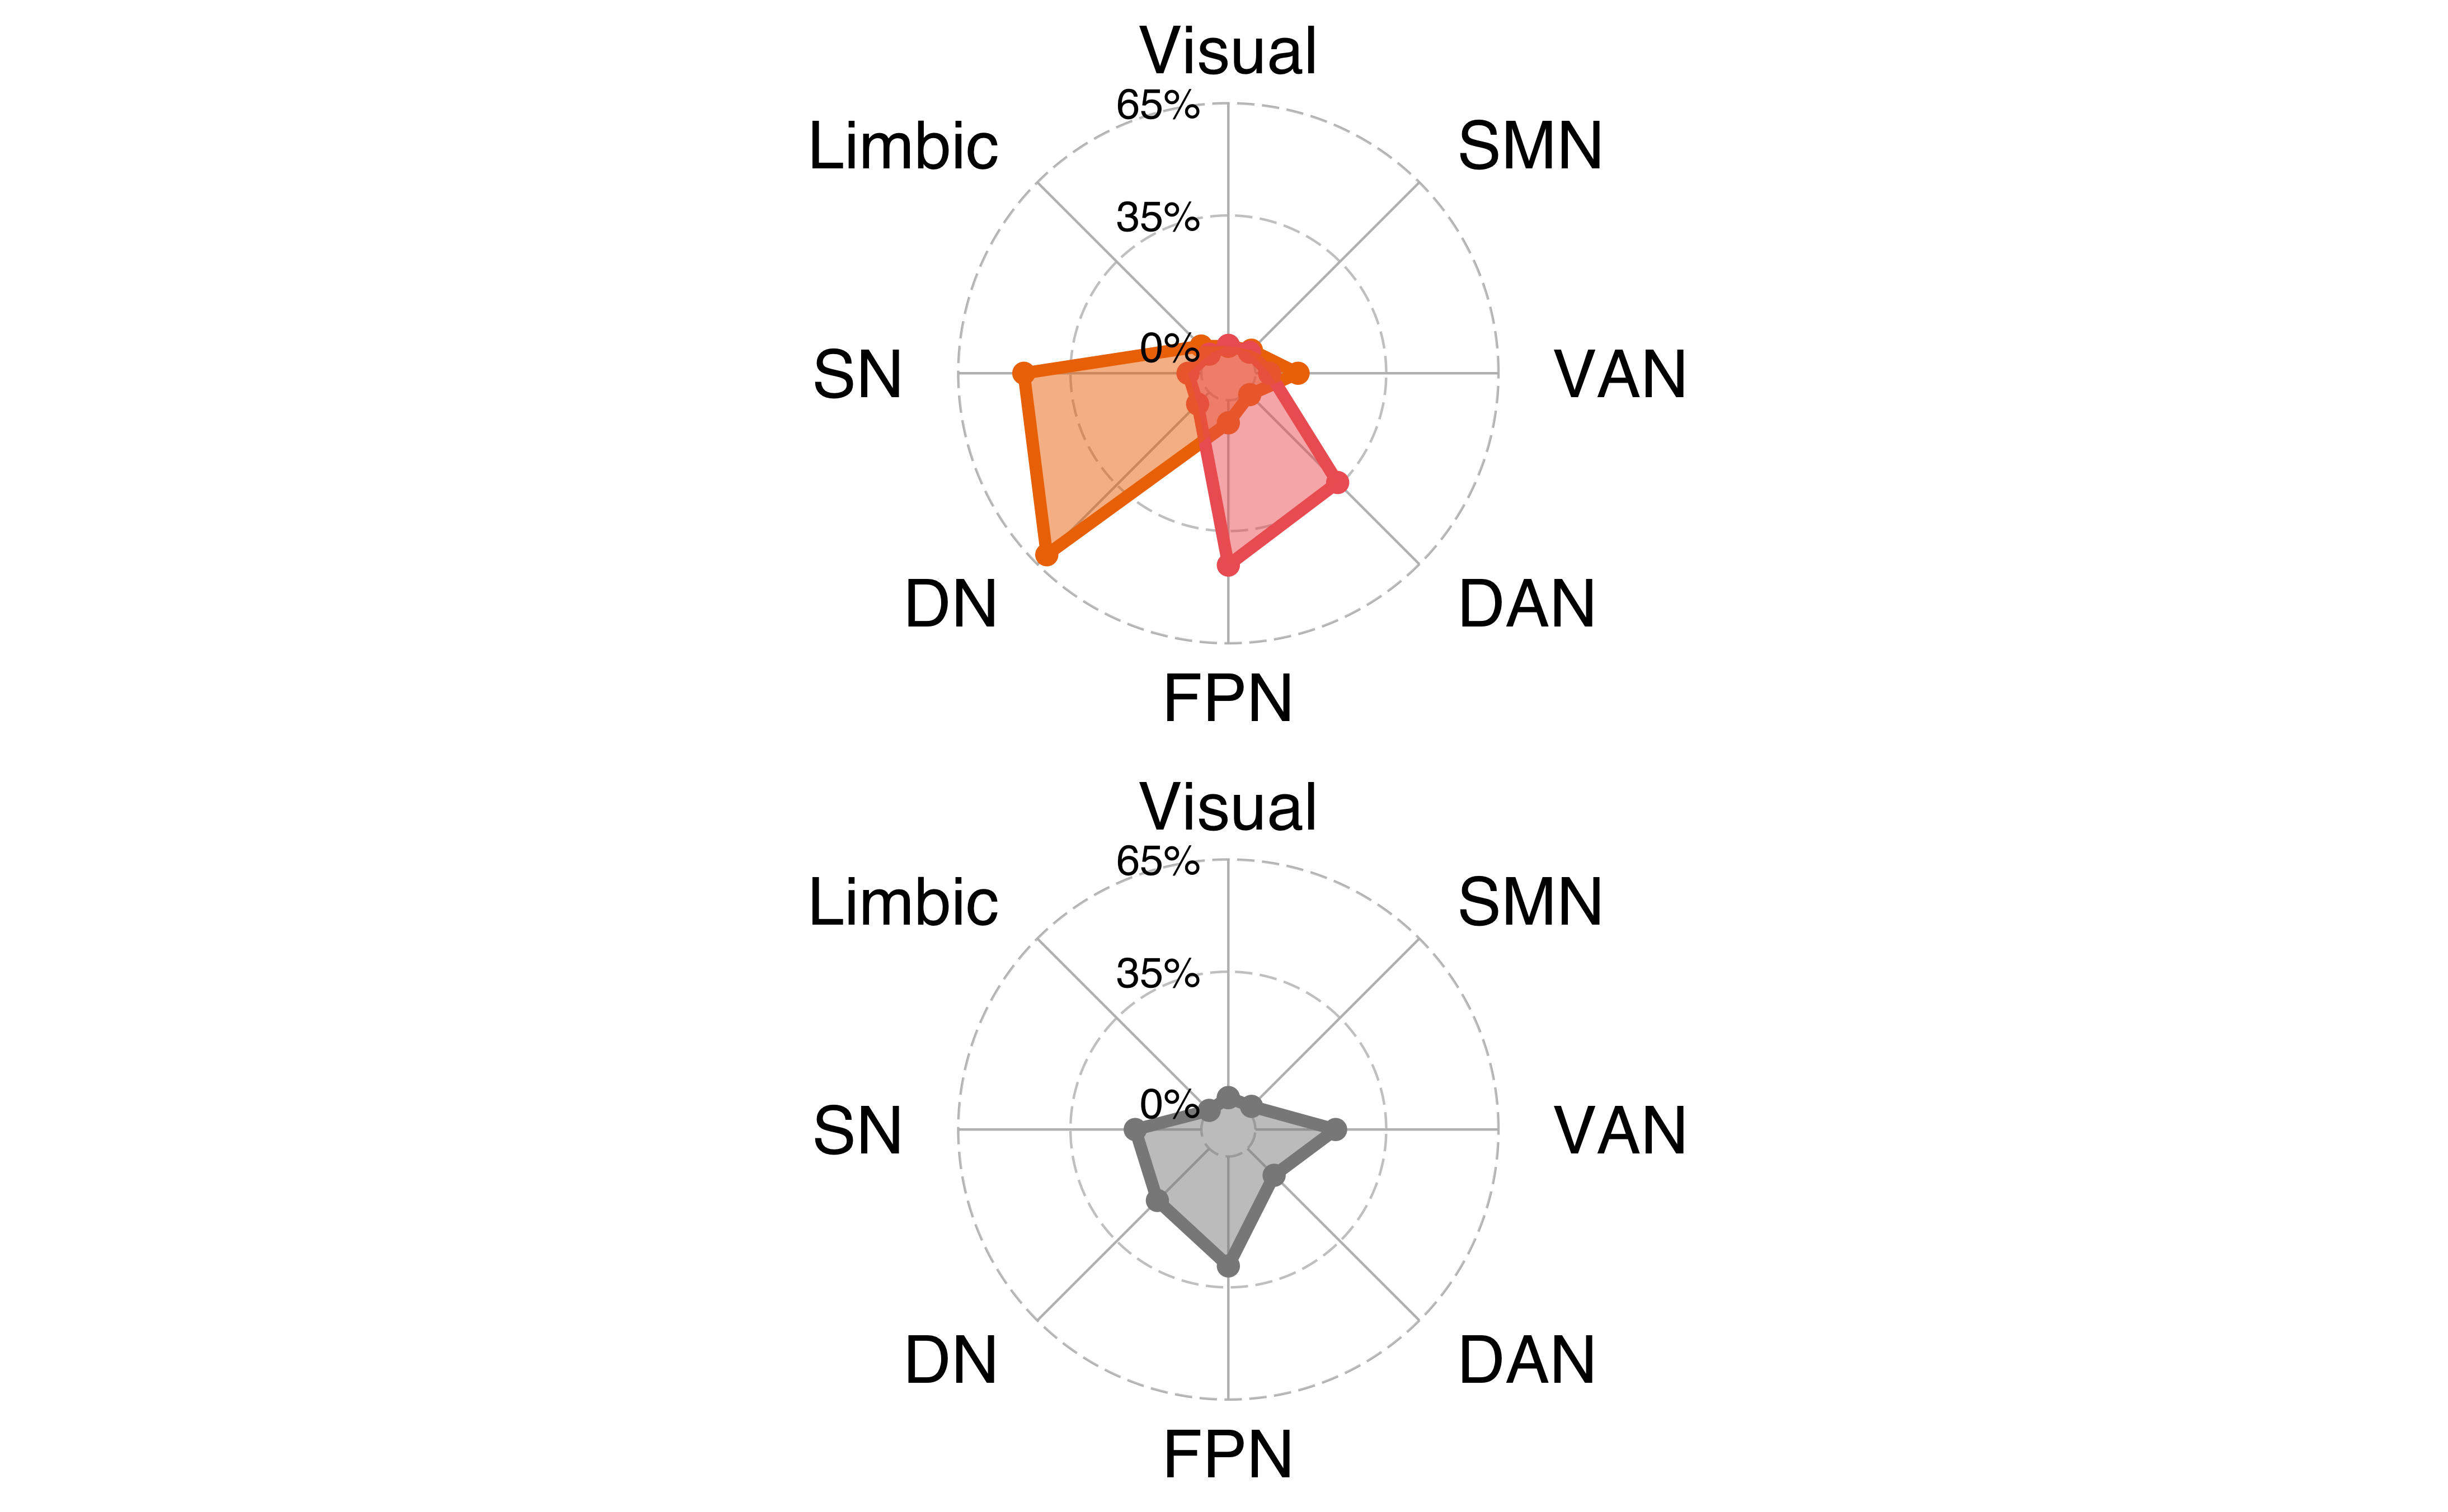 Visual
65%
Limbic
SMN
35%
0%
SN
VAN
DN
DAN
FPN
Visual
65%
Limbic
SMN
35%
0%
SN
VAN
DN
DAN
FPN